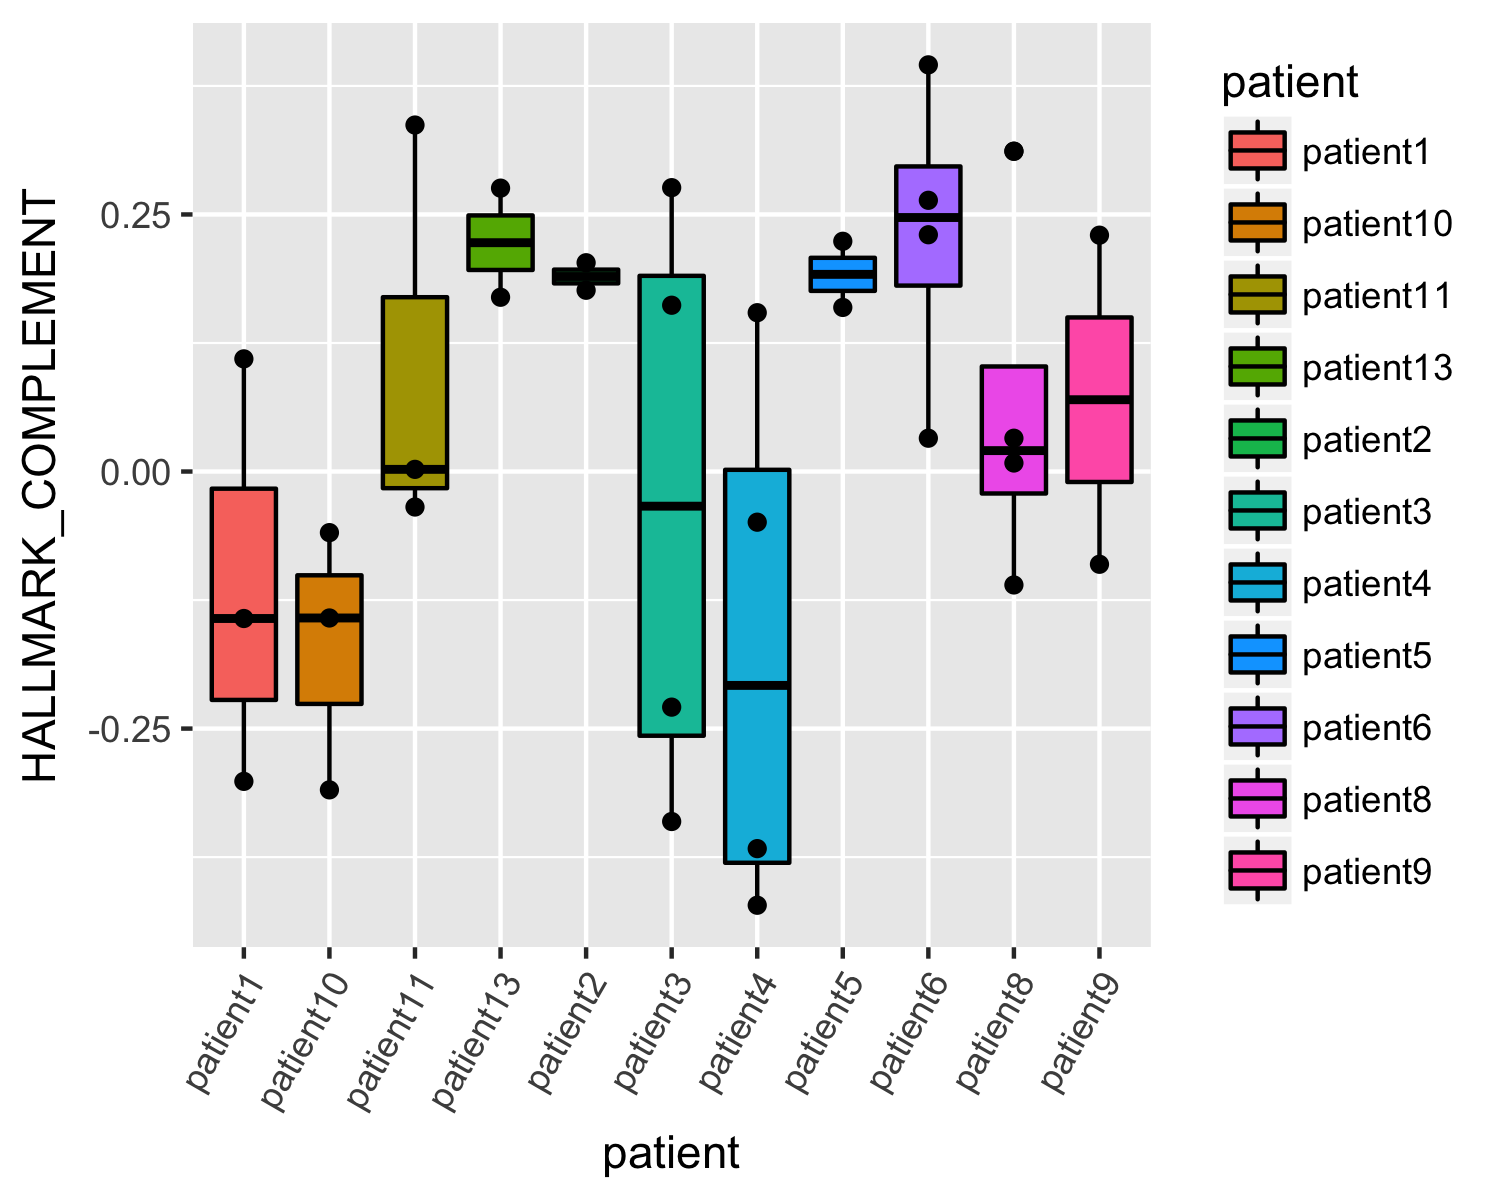 HALLMARK_COMPLEMENT
0.25
0.00
-0.25
patient1
patient10
patient11
patient13
patient2
patient3
patient4
patient5
patient6
patient8
patient9
patient
patient
patient1
patient10
patient11
patient13
patient2
patient3
patient4
patient5
patient6
patient8
patient9